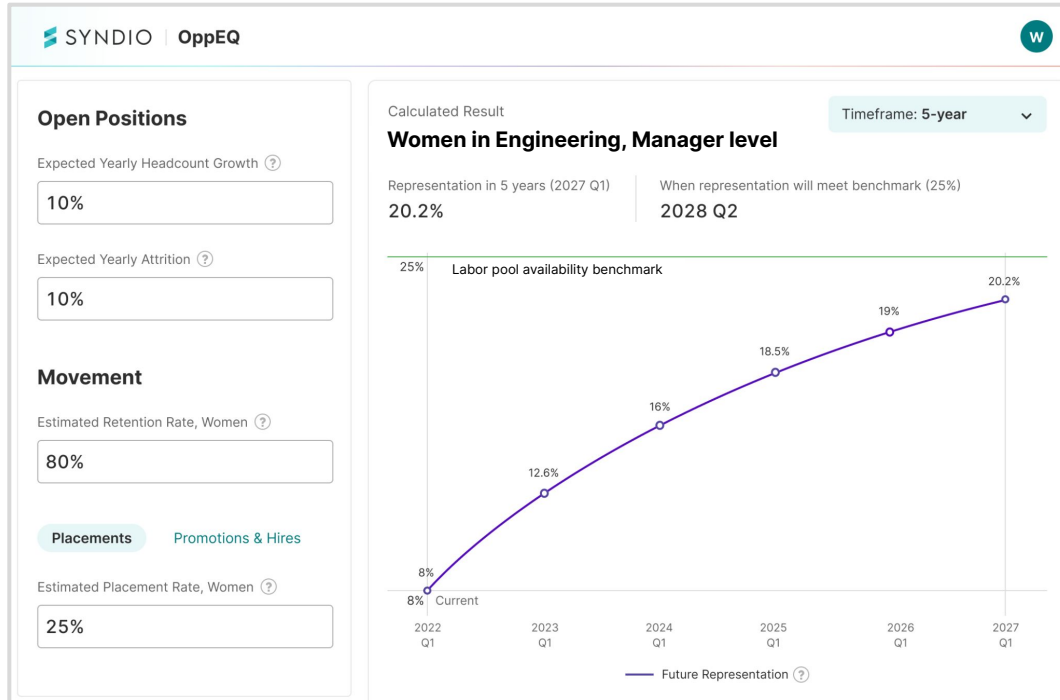 SYNDIO | OppEQ
W
Open Positions
Expected Yearly Headcount Growth ?
10%
Expected Yearly Attrition ?
10%
Movement
Estimated Retention Rate, Women ?
80%
Placements Promotions & Hires
Estimated Placement Rate, Women ?
25%
Calculated Result
Women in Engineering, Manager level
Timeframe: 5-year
Representation in 5 years (2027 Q1)
20.2%
When representation will meet benchmark (25%)
2028 Q2
25% Labor pool availability benchmark
20.2%
19%
18.5%
16%
12.6%
8%
8% Current
2022 2023 2024 2025 2026 2027
Q1 Q1 Q1 Q1 Q1 Q1
Future Representation ?